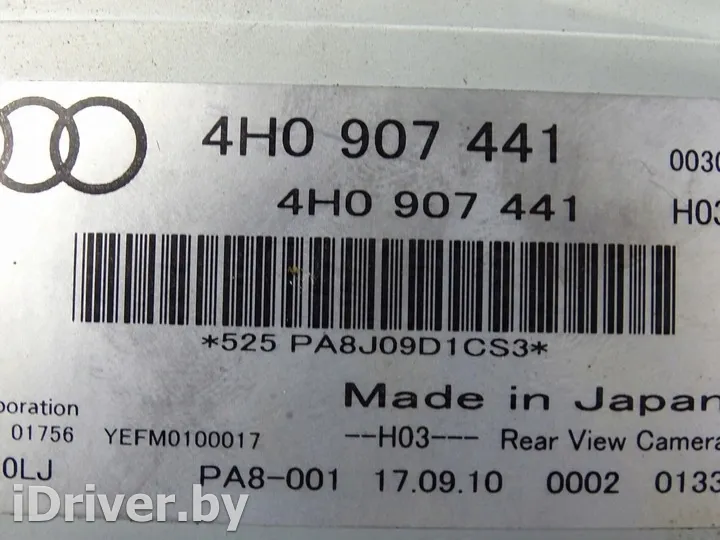 4H0 907 441 0030
4H0 907 441 H03
*525 PA8J09D1CS3*
Made in Japan
poration
01756 YEFM0100017 --H03--- Rear View Camera
0LJ PA8-001 17.09.10 0002 0133
iDriver.by